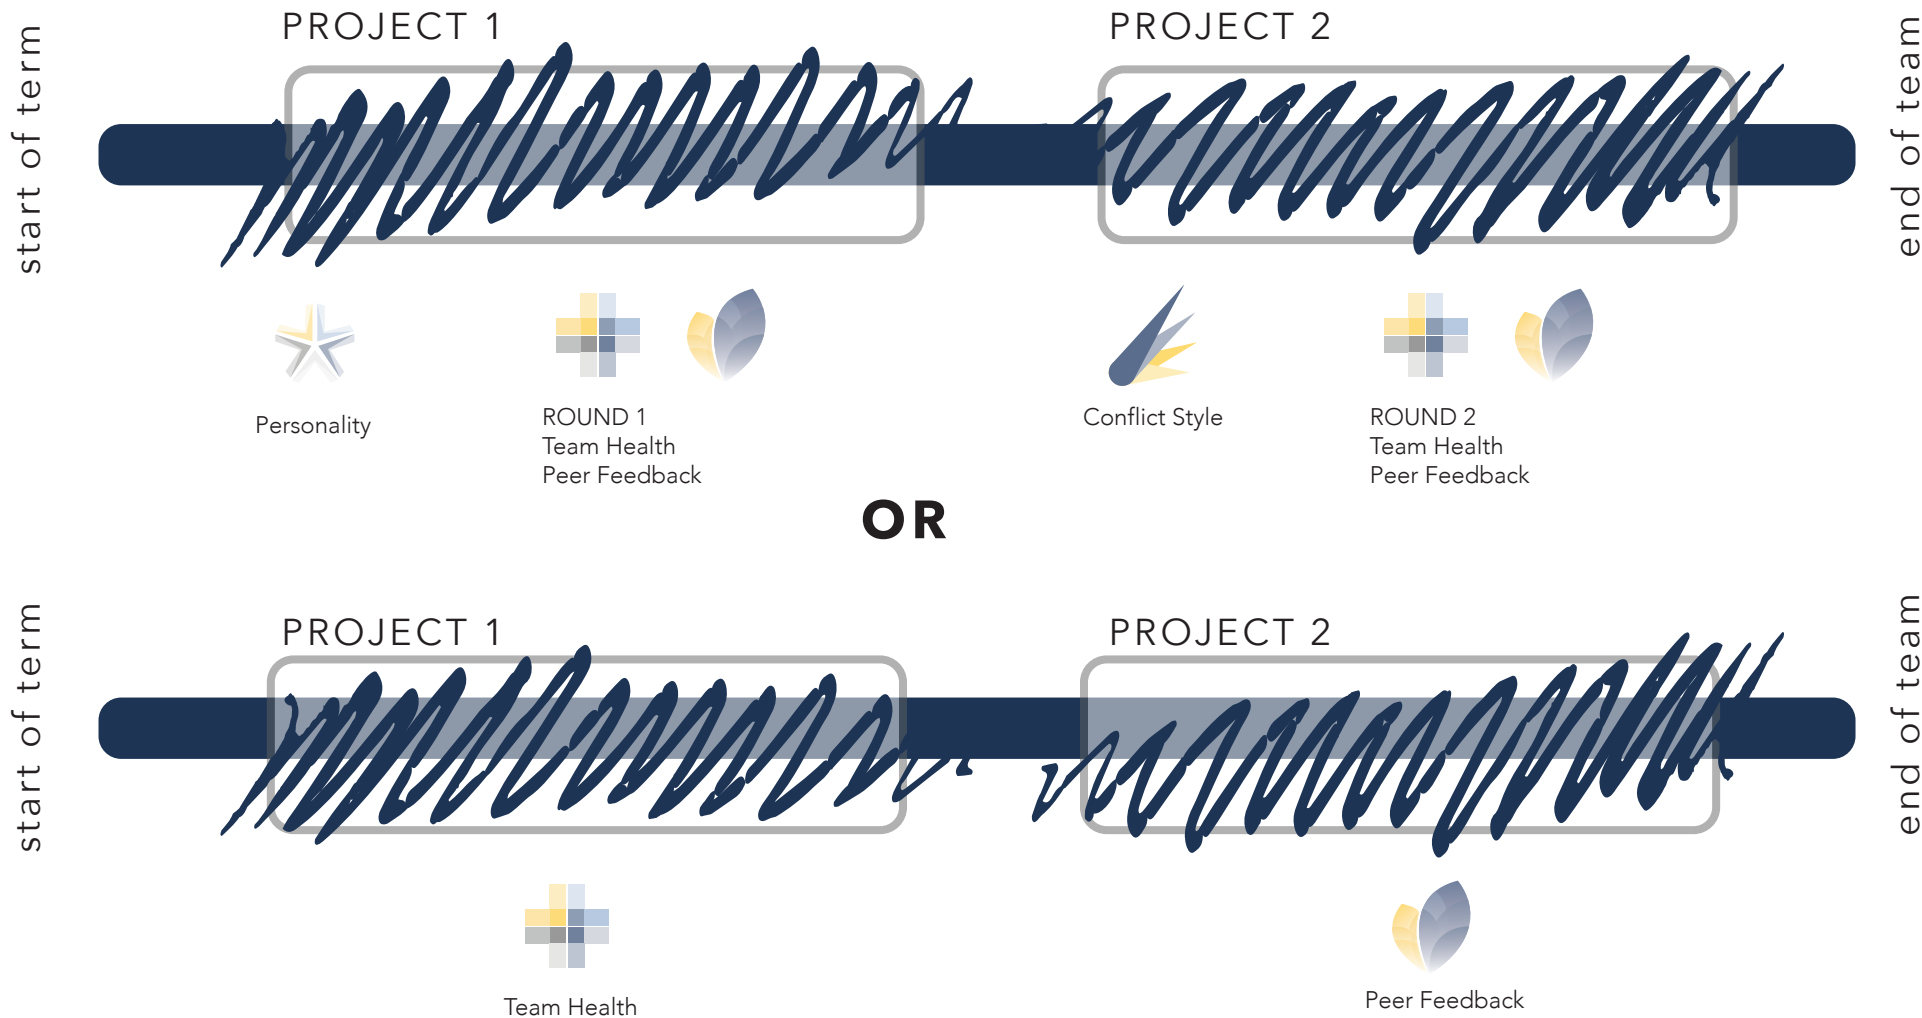 start of term
PROJECT 1
PROJECT 2
end of team
Personality
ROUND 1
Team Health
Peer Feedback
Conflict Style
ROUND 2
Team Health
Peer Feedback
OR
start of term
PROJECT 1
PROJECT 2
end of team
Team Health
Peer Feedback